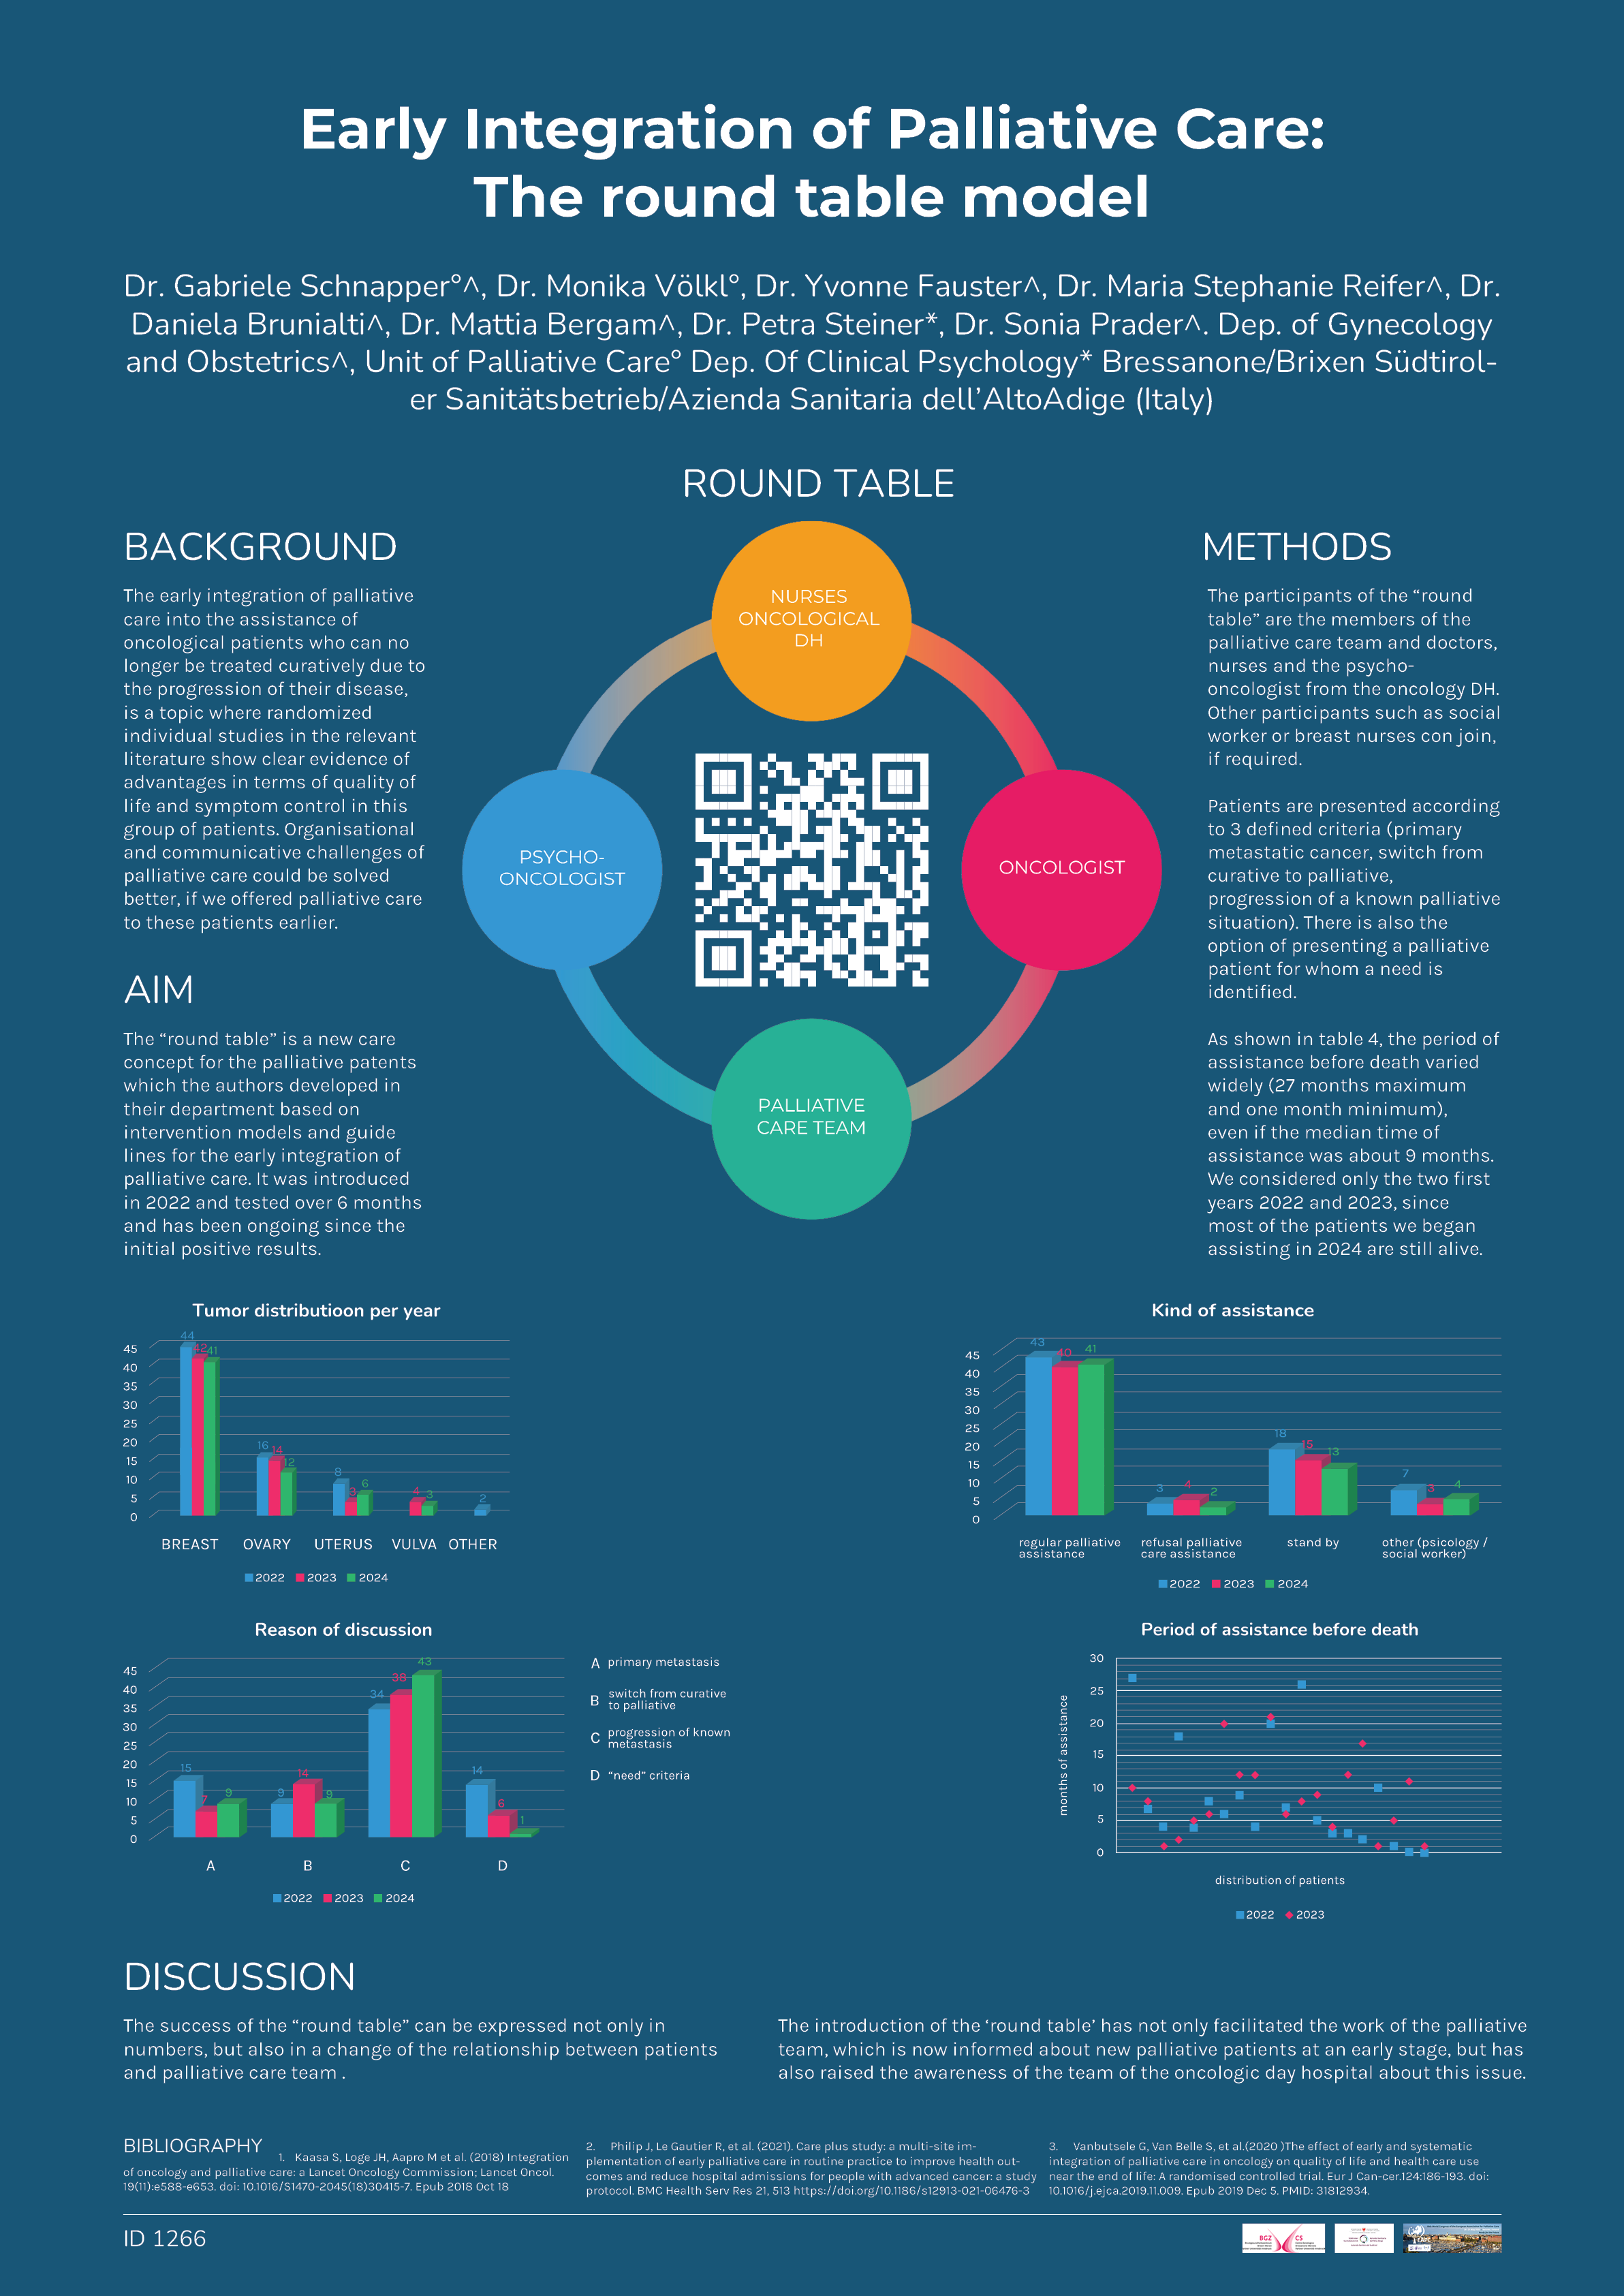 Early Integration of Palliative Care:
The round table model
Dr. Gabriele Schnapper°^, Dr. Monika Völkl°, Dr. Yvonne Fauster^, Dr. Maria Stephanie Reifer^, Dr.
Daniela Brunialti^, Dr. Mattia Bergam^, Dr. Petra Steiner*, Dr. Sonia Prader^. Dep. of Gynecology
and Obstetrics^, Unit of Palliative Care° Dep. Of Clinical Psychology* Bressanone/Brixen Südtirol-
er Sanitätsbetrieb/Azienda Sanitaria dell'AltoAdige (Italy)
BACKGROUND
The early integration of palliative
care into the assistance of
oncological patients who can no
longer be treated curatively due to
the progression of their disease,
is a topic where randomized
individual studies in the relevant
literature show clear evidence of
advantages in terms of quality of
life and symptom control in this
group of patients. Organisational
and communicative challenges of
palliative care could be solved
better, if we offered palliative care
to these patients earlier.
AIM
The “round table” is a new care
concept for the palliative patents
which the authors developed in
their department based on
intervention models and guide
lines for the early integration of
palliative care. It was introduced
in 2022 and tested over 6 months
and has been ongoing since the
initial positive results.
ROUND TABLE
NURSES
ONCOLOGICAL
DH
PSYCHO-
ONCOLOGIST
ONCOLOGIST
PALLIATIVE
CARE TEAM
METHODS
The participants of the “round
table” are the members of the
palliative care team and doctors,
nurses and the psycho-
oncologist from the oncology DH.
Other participants such as social
worker or breast nurses con join,
if required.
Patients are presented according
to 3 defined criteria (primary
metastatic cancer, switch from
curative to palliative,
progression of a known palliative
situation). There is also the
option of presenting a palliative
patient for whom a need is
identified.
As shown in table 4, the period of
assistance before death varied
widely (27 months maximum
and one month minimum),
even if the median time of
assistance was about 9 months.
We considered only the two first
years 2022 and 2023, since
most of the patients we began
assisting in 2024 are still alive.
Tumor distributioon per year
45
40
35
30
25
20
15
10
5
0
44 42 41
16 14 12
8 3 6
4 3
2
BREAST OVARY UTERUS VULVA OTHER
2022 2023 2024
Kind of assistance
45
40
35
30
25
20
15
10
5
0
43 40 41
3 4 2
18 15 13
7 3 4
regular palliative
assistance
refusal palliative
care assistance
stand by
other (psicology /
social worker)
2022 2023 2024
Reason of discussion
45
40
35
30
25
20
15
10
5
0
15 7 9
9 14 9
34 38 43
14 6 1
A B C D
2022 2023 2024
A primary metastasis
B switch from curative
to palliative
C progression of known
metastasis
D “need” criteria
Period of assistance before death
months of assistance
30
25
20
15
10
5
0
distribution of patients
2022 2023
DISCUSSION
The success of the “round table” can be expressed not only in
numbers, but also in a change of the relationship between patients
and palliative care team .
The introduction of the ‘round table’ has not only facilitated the work of the palliative
team, which is now informed about new palliative patients at an early stage, but has
also raised the awareness of the team of the oncologic day hospital about this issue.
BIBLIOGRAPHY
1. Kaasa S, Loge JH, Aapro M et al. (2018) Integration
of oncology and palliative care: a Lancet Oncology Commission; Lancet Oncol.
19(11):e588-e653. doi: 10.1016/S1470-2045(18)30415-7. Epub 2018 Oct 18
2. Philip J, Le Gautier R, et al. (2021). Care plus study: a multi-site im-
plementation of early palliative care in routine practice to improve health out-
comes and reduce hospital admissions for people with advanced cancer: a study
protocol. BMC Health Serv Res 21, 513 https://doi.org/10.1186/s12913-021-06476-3
3. Vanbutsele G, Van Belle S, et al.(2020 )The effect of early and systematic
integration of palliative care in oncology on quality of life and health care use
near the end of life: A randomised controlled trial. Eur J Can-cer.124:186-193. doi:
10.1016/j.ejca.2019.11.009. Epub 2019 Dec 5. PMID: 31812934.
ID 1266
BGZ CS